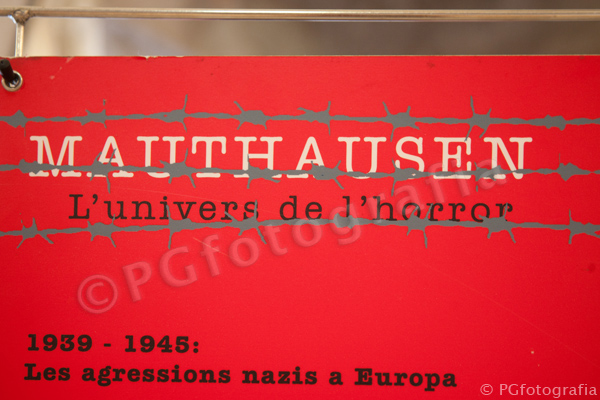 MAUTHAUSEN
L'univers de l'horror
© PGfotografia
1939 - 1945:
Les agressions nazis a Europa
© PGfotografia